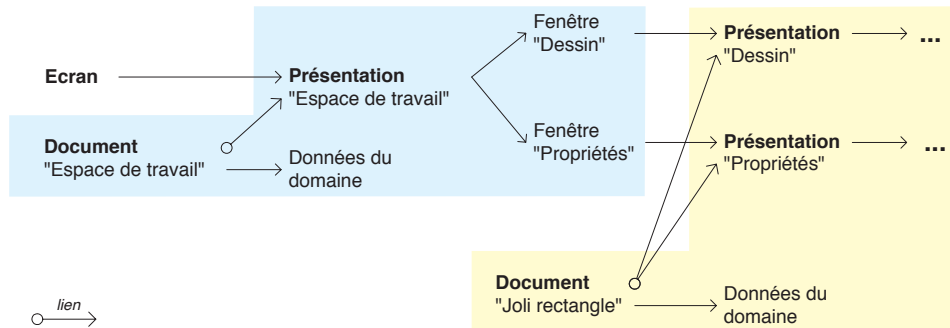 Fenêtre
"Dessin"
Présentation
"Dessin"
...
Ecran
Présentation
"Espace de travail"
Document
"Espace de travail"
Données du
domaine
Fenêtre
"Propriétés"
Présentation
"Propriétés"
...
Document
"Joli rectangle"
Données du
domaine
lien